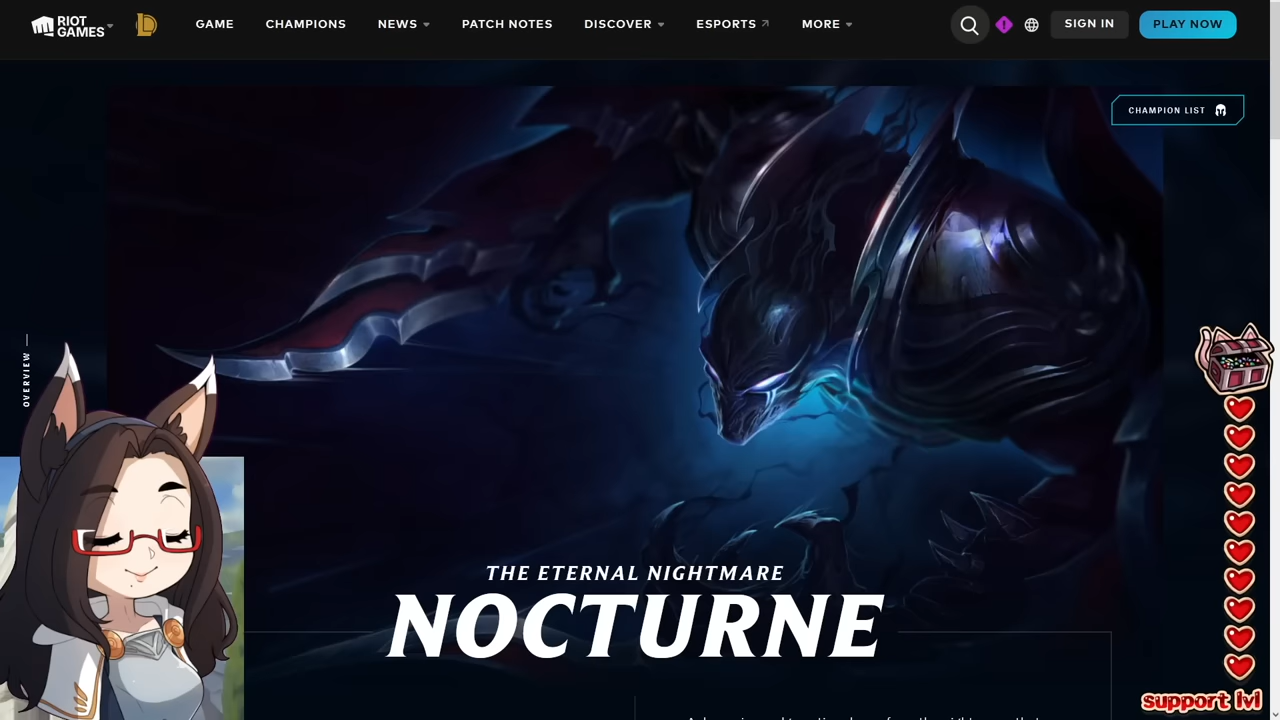 RIOT GAMES
GAME
CHAMPIONS
NEWS
PATCH NOTES
DISCOVER
ESPORTS
MORE
SIGN IN
PLAY NOW
CHAMPION LIST
OVERVIEW
THE ETERNAL NIGHTMARE
NOCTURNE
support lvl